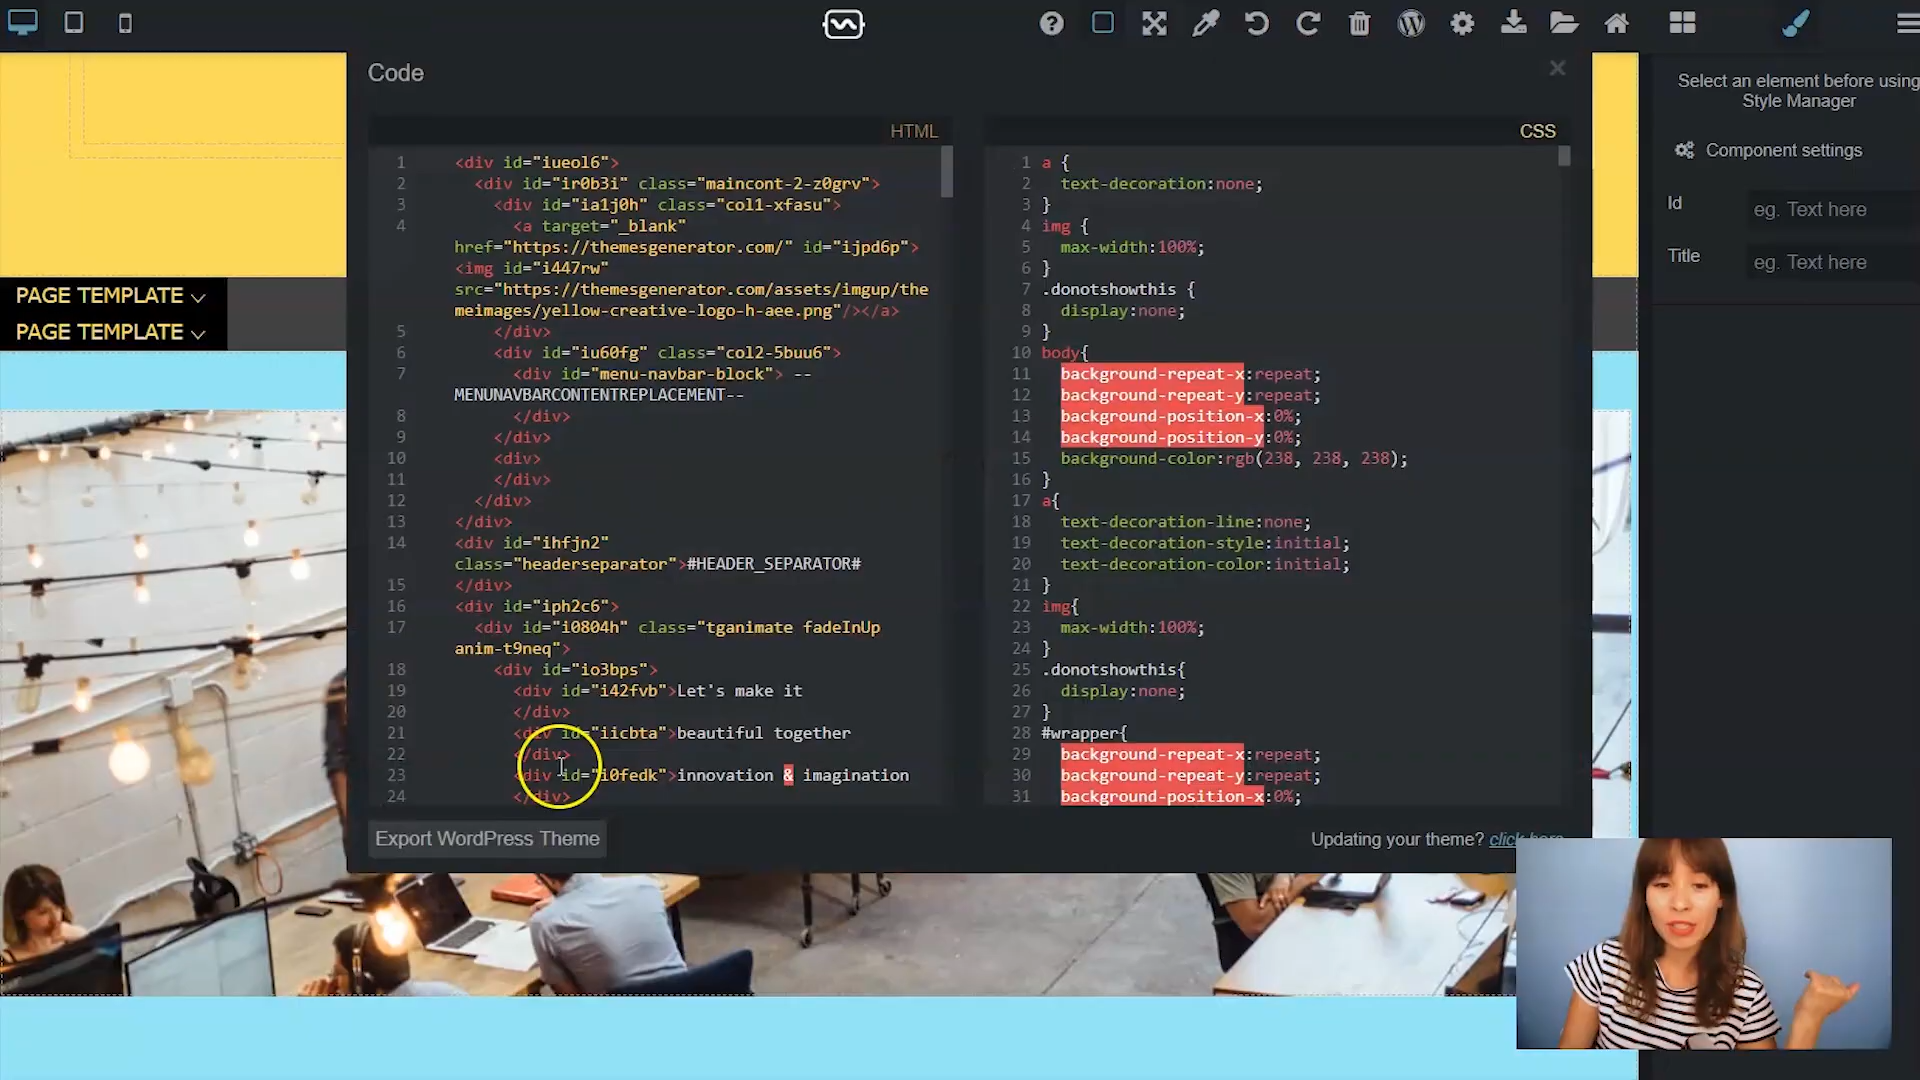 Code
HTML
1 <div id="iueol6">
2 <div id="ir0b3i" class="maincont-2-z0grv">
3 <div id="ia1j0h" class="col1-xfasu">
4 <a target="_blank"
href="https://themesgenerator.com/" id="ijpd6p">
<img id="i447rw"
src="https://themesgenerator.com/assets/imgup/the
meimages/yellow-creative-logo-h-aee.png"/></a>
5 </div>
6 <div id="iu60fg" class="col2-5buu6">
7 <div id="menu-navbar-block"> --
MENUNAVBARCONTENTREPLACEMENT--
8 </div>
9 </div>
10 <div>
11 </div>
12 </div>
13 </div>
14 <div id="ihfjn2"
class="headerseparator">#HEADER_SEPARATOR#
15 </div>
16 <div id="iph2c6">
17 <div id="i0804h" class="tganimate fadeInUp
anim-t9neq">
18 <div id="io3bps">
19 <div id="i42fvb">Let's make it
20 </div>
21 <div id="iicbta">beautiful together
22 </div>
23 <div id="i0fedk">innovation & imagination
24 </div>
CSS
1 a {
2 text-decoration:none;
3 }
4 img {
5 max-width:100%;
6 }
7 .donotshowthis {
8 display:none;
9 }
10 body{
11 background-repeat-x:repeat;
12 background-repeat-y:repeat;
13 background-position-x:0%;
14 background-position-y:0%;
15 background-color:rgb(238, 238, 238);
16 }
17 a{
18 text-decoration-line:none;
19 text-decoration-style:initial;
20 text-decoration-color:initial;
21 }
22 img{
23 max-width:100%;
24 }
25 .donotshowthis{
26 display:none;
27 }
28 #wrapper{
29 background-repeat-x:repeat;
30 background-repeat-y:repeat;
31 background-position-x:0%;
Export WordPress Theme
Updating your theme? click here
PAGE TEMPLATE
PAGE TEMPLATE
Select an element before using
Style Manager
Component settings
Id eg. Text here
Title eg. Text here